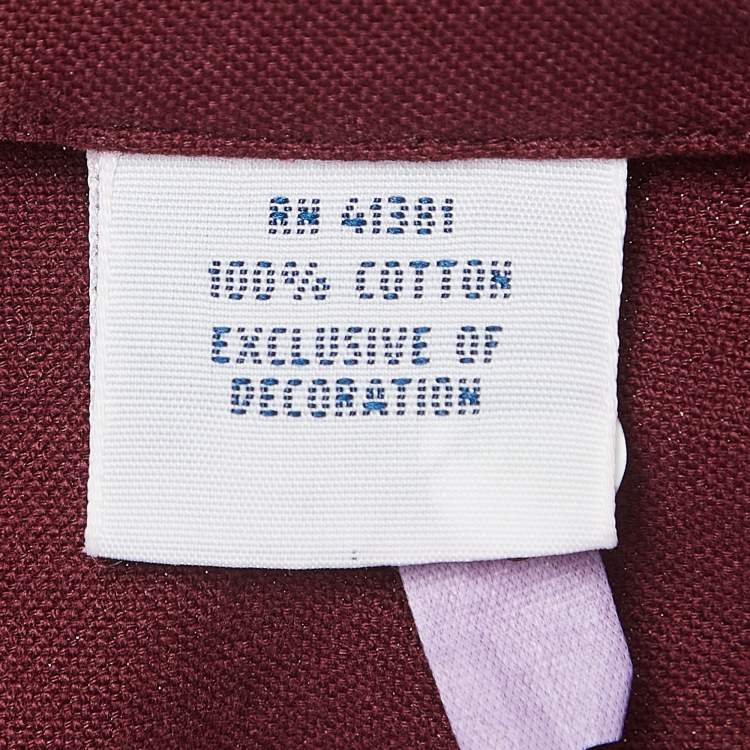 RN 41381
100% COTTON
EXCLUSIVE OF
DECORATION